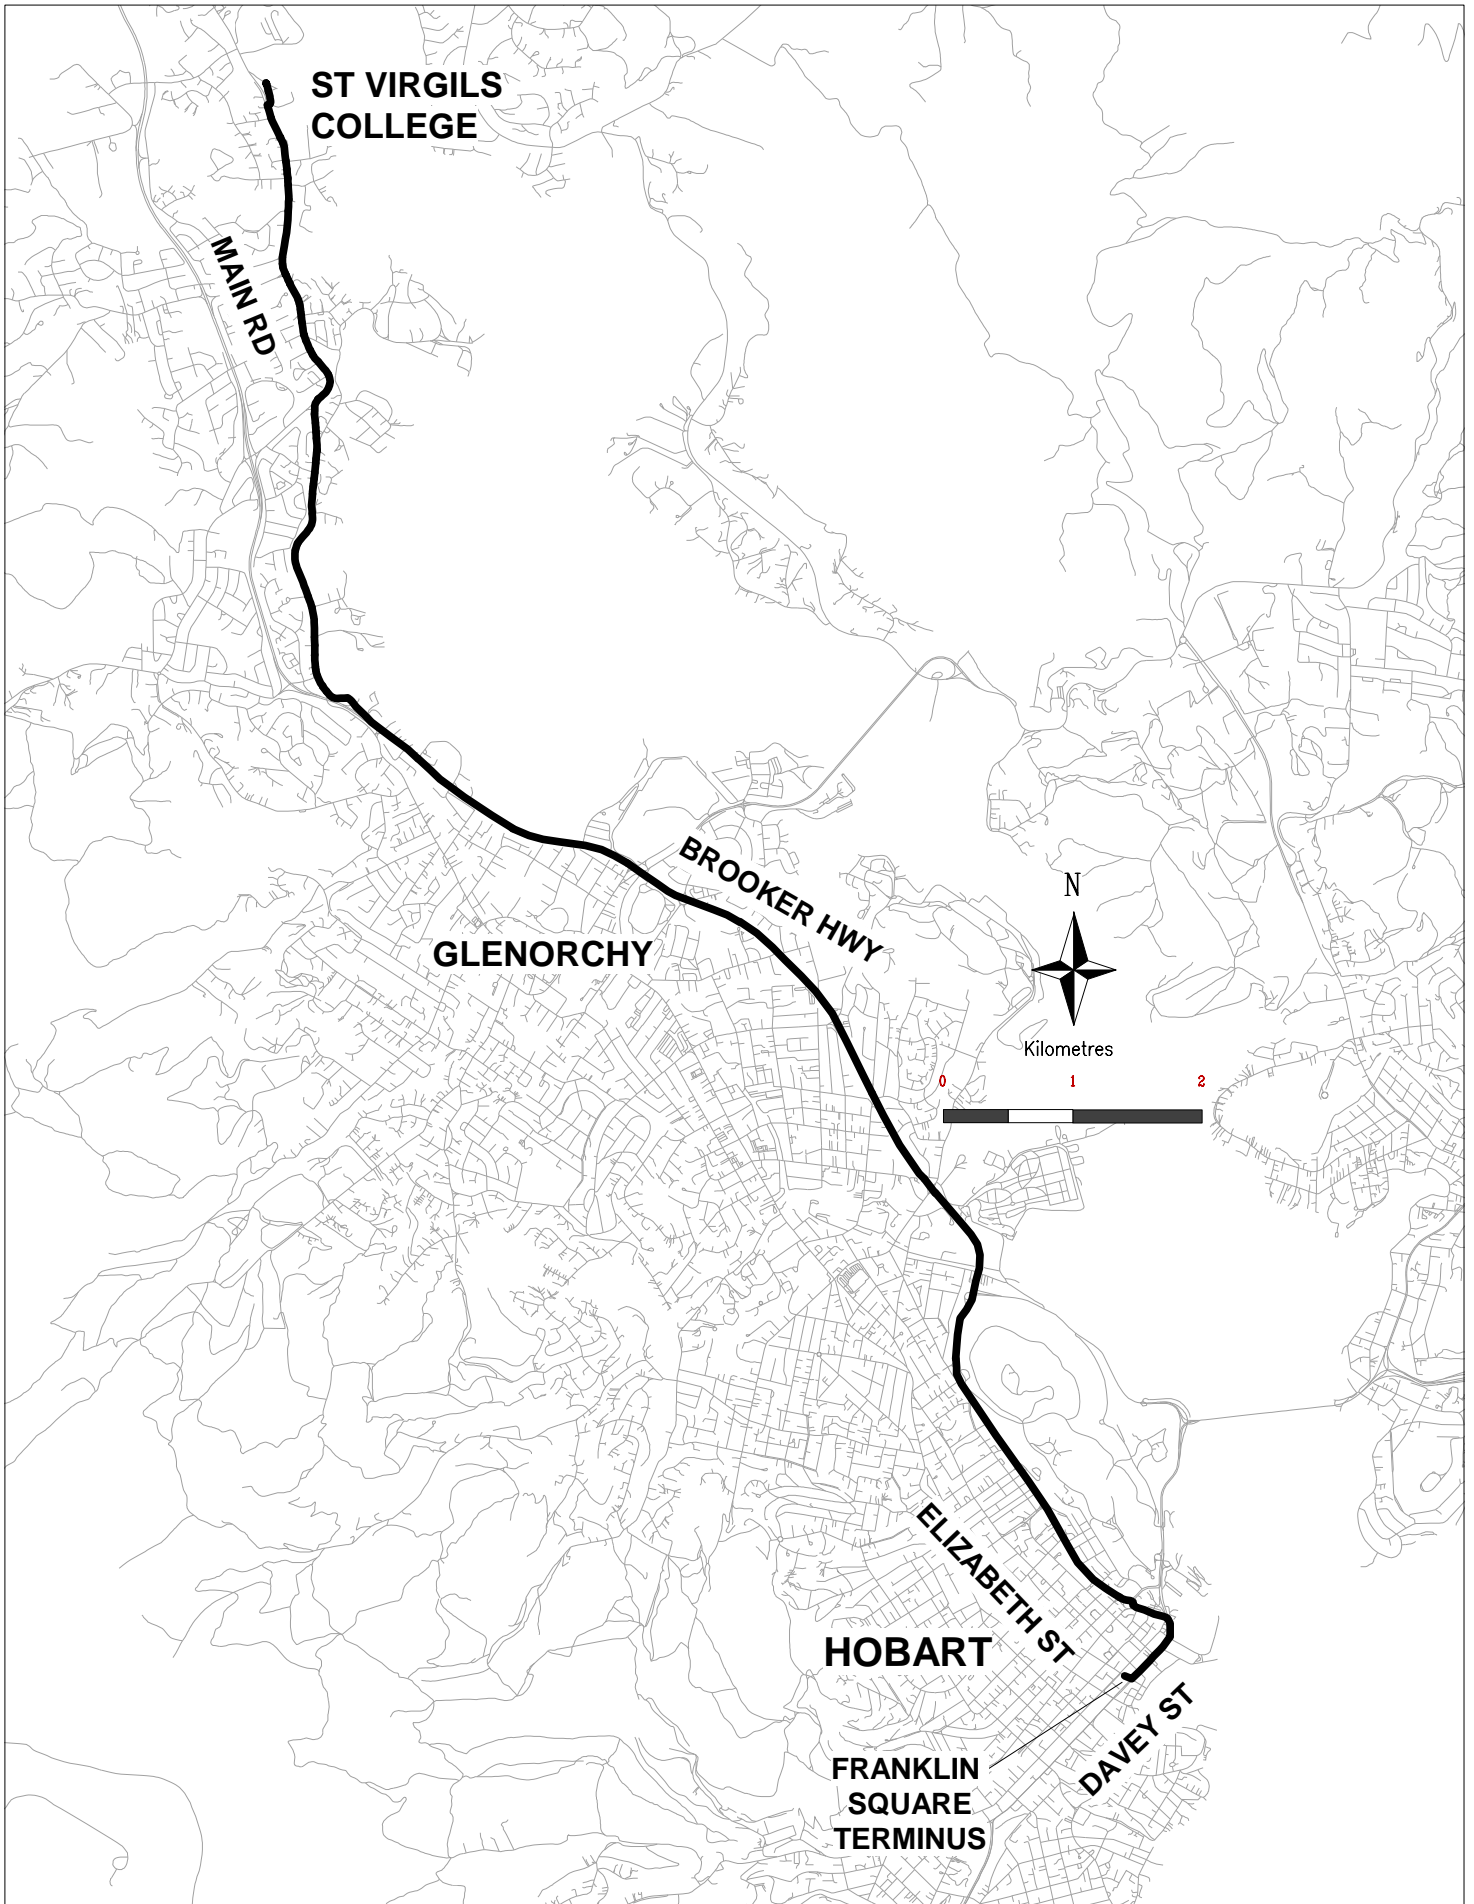 ST VIRGILS
COLLEGE
MAIN RD
BROOKER HWY
GLENORCHY
N
Kilometres
0 1 2
ELIZABETH ST
HOBART
DAVEY ST
FRANKLIN
SQUARE
TERMINUS